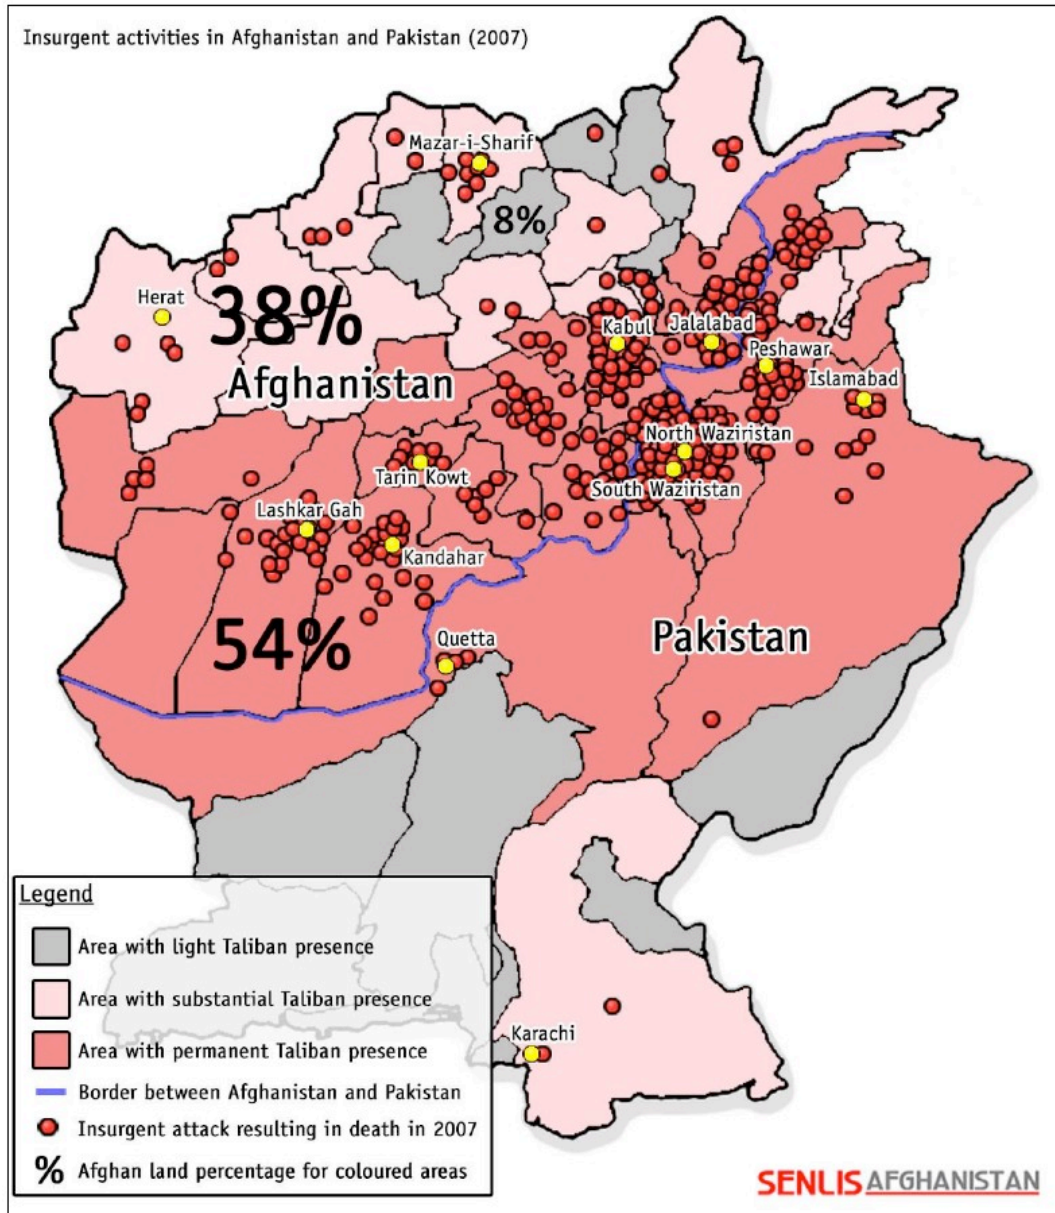 Insurgent activities in Afghanistan and Pakistan (2007)
Mazar-i-Sharif
8%
Herat
38%
Afghanistan
Kabul
Jalalabad
Peshawar
Islamabad
North Waziristan
Tarin Kowt
South Waziristan
Lashkar Gah
Kandahar
54%
Quetta
Pakistan
Karachi
Legend
Area with light Taliban presence
Area with substantial Taliban presence
Area with permanent Taliban presence
Border between Afghanistan and Pakistan
Insurgent attack resulting in death in 2007
% Afghan land percentage for coloured areas
SENLIS AFGHANISTAN